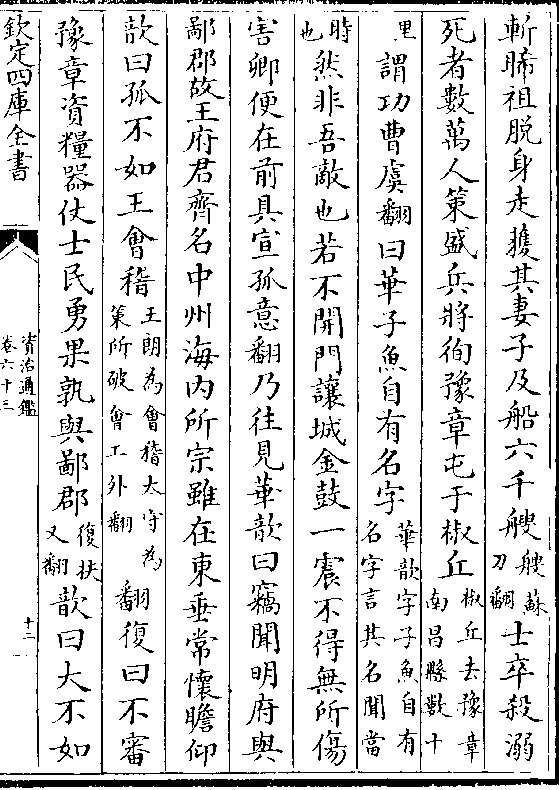 斬晞祖脫身走獲其妻子及船六千艘艘蘇刀翻士卒殺溺
死者數萬人策盛兵將徇豫章屯于椒丘椒丘去豫章南昌縣數十
里謂功曹虞翻曰華子魚自有名字華歆字子魚自有名字言其名聞當
時也然非吾敵也若不開門讓城金鼓一震不得無所傷
害卿便在前具宣孤意翻乃往見華歆曰竊聞明府與
鄙郡故王府君齊名中州海內所宗雖在東垂常懷瞻仰
歆曰孤不如王會稽王朗為會稽太守為策所破會工外翻翻復曰不審
豫章資糧器仗士民勇果孰與鄙郡復扶又翻歆曰大不如
欽定四庫全書
資治通鑑
卷六十三
十二